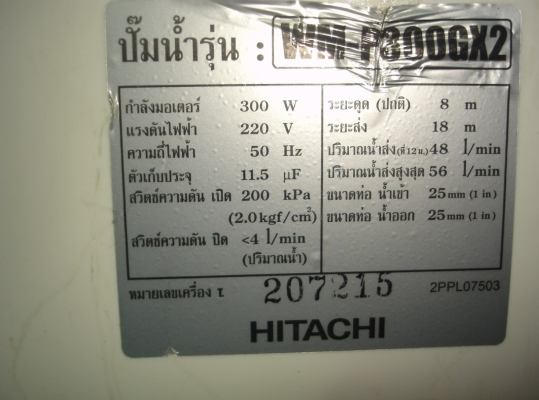 ปั๊มน้ำรุ่น : WM-P300GX2
กำลังมอเตอร์ 300 W
แรงดันไฟฟ้า 220 V
ความถี่ไฟฟ้า 50 Hz
ตัวเก็บประจุ 11.5 μF
สวิตช์ความดัน เปิด 200 kPa
(2.0kgf/cm²)
สวิตช์ความดัน ปิด <4 l/min
(ปริมาณน้ำ)
ระยะดูด (ปกติ) 8 m
ระยะส่ง 18 m
ปริมาณน้ำส่ง(ที่12ม.) 48 l/min
ปริมาณน้ำส่งสูงสุด 56 l/min
ขนาดท่อ น้ำเข้า 25mm (1 in)
ขนาดท่อ น้ำออก 25mm (1 in)
หมายเลขเครื่อง T. 207215 2PPL07503
HITACHI